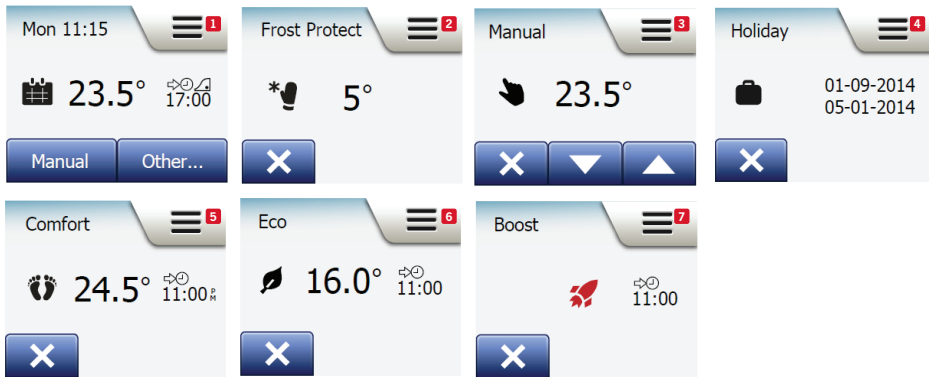 Mon 11:15
1
23.5°
17:00
Manual
Other...
Frost Protect
2
5°
Manual
3
23.5°
Holiday
4
01-09-2014
05-01-2014
Comfort
5
24.5°
11:00 PM
Eco
6
16.0°
11:00
Boost
7
11:00